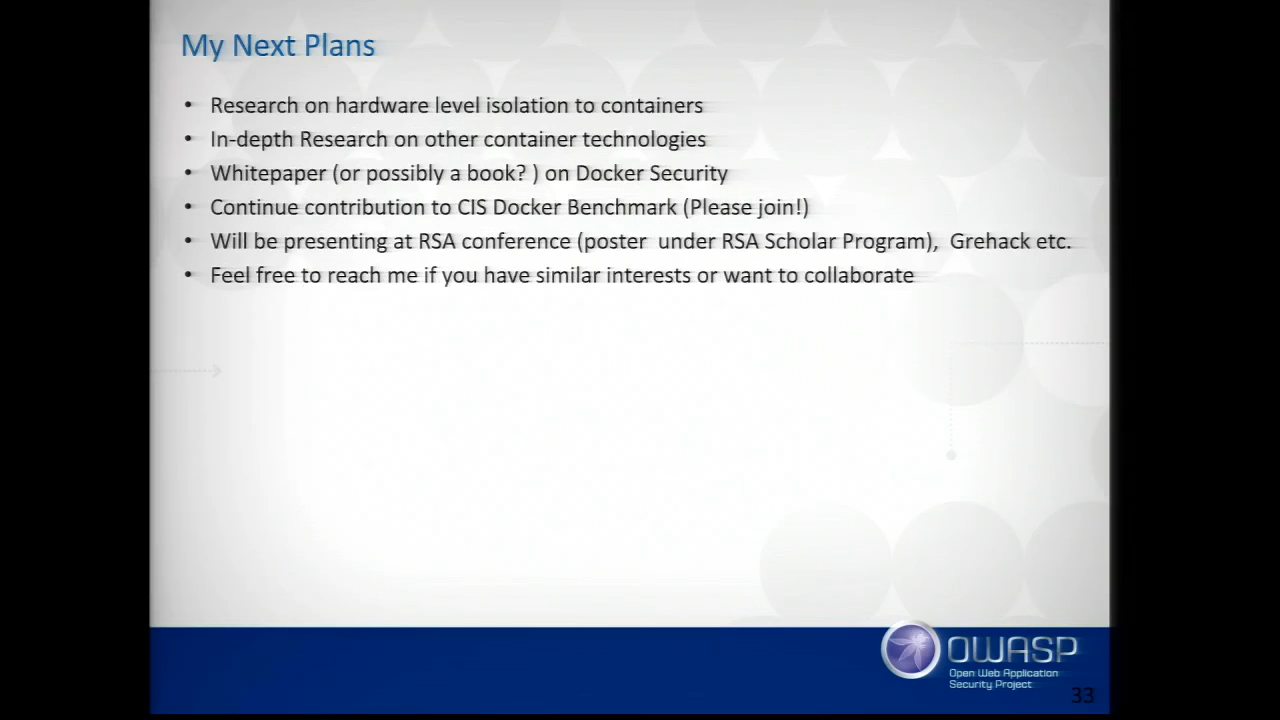 My Next Plans
• Research on hardware level isolation to containers
• In-depth Research on other container technologies
• Whitepaper (or possibly a book? ) on Docker Security
• Continue contribution to CIS Docker Benchmark (Please join!)
• Will be presenting at RSA conference (poster  under RSA Scholar Program),  Grehack etc.
• Feel free to reach me if you have similar interests or want to collaborate
OWASP
Open Web Application
Security Project
33